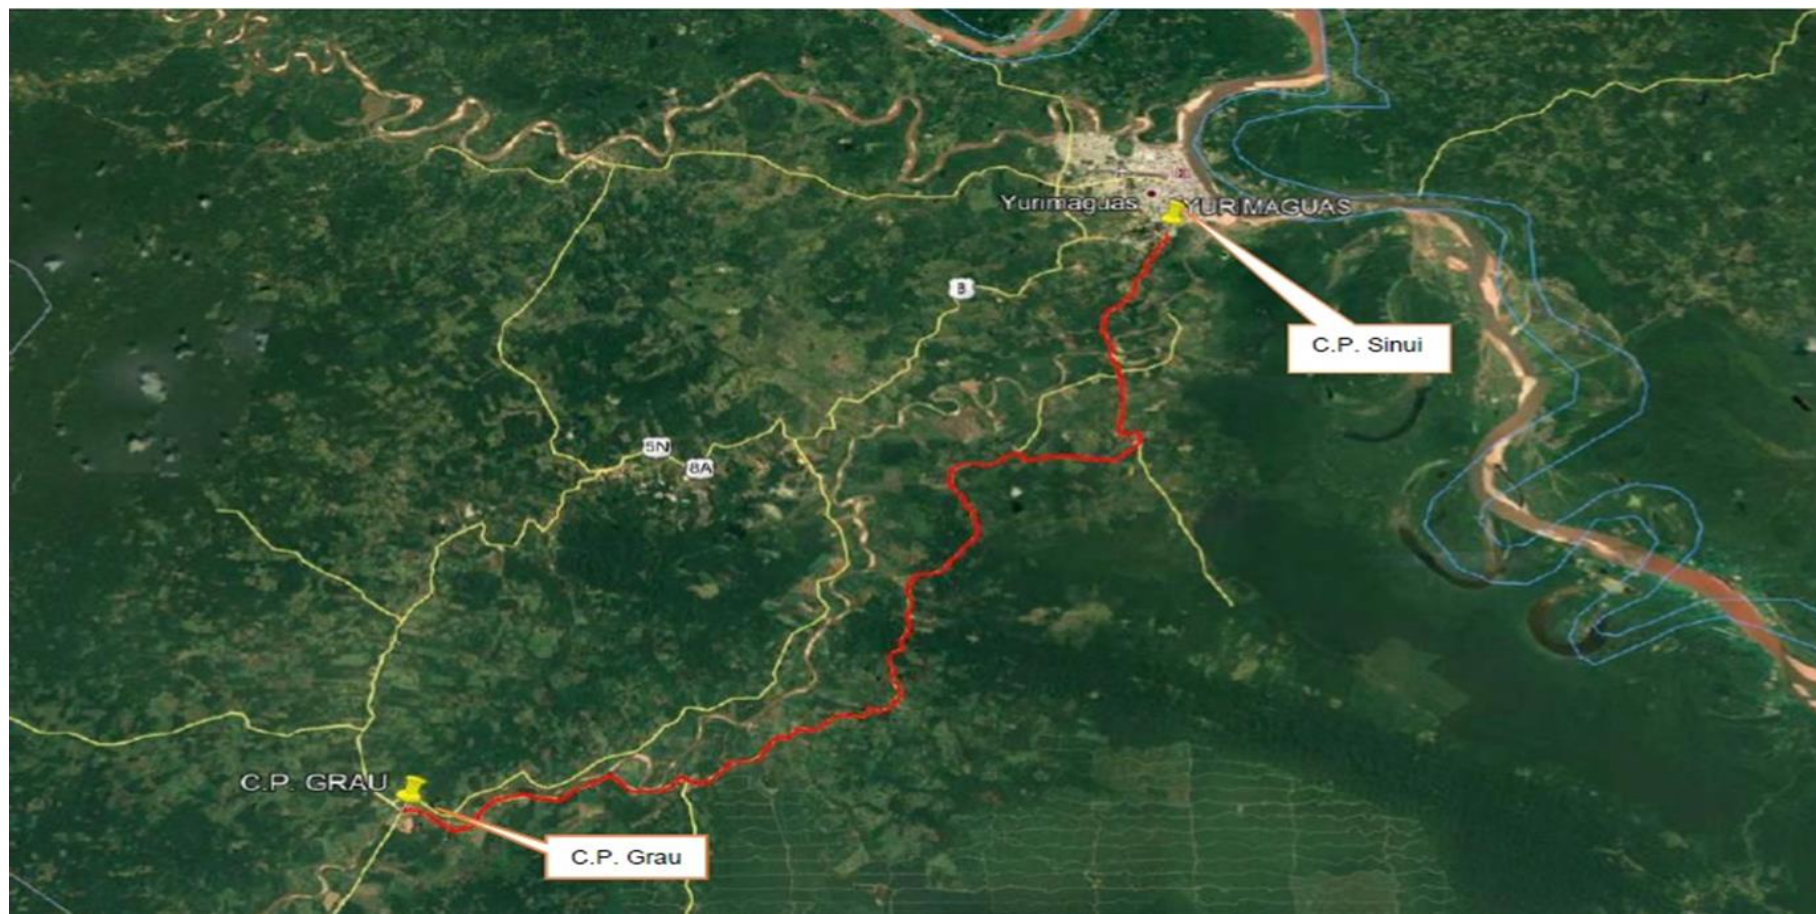 Yurimaguas
YURIMAGUAS
8
C.P. Sinui
5N
8A
C.P. GRAU
C.P. Grau